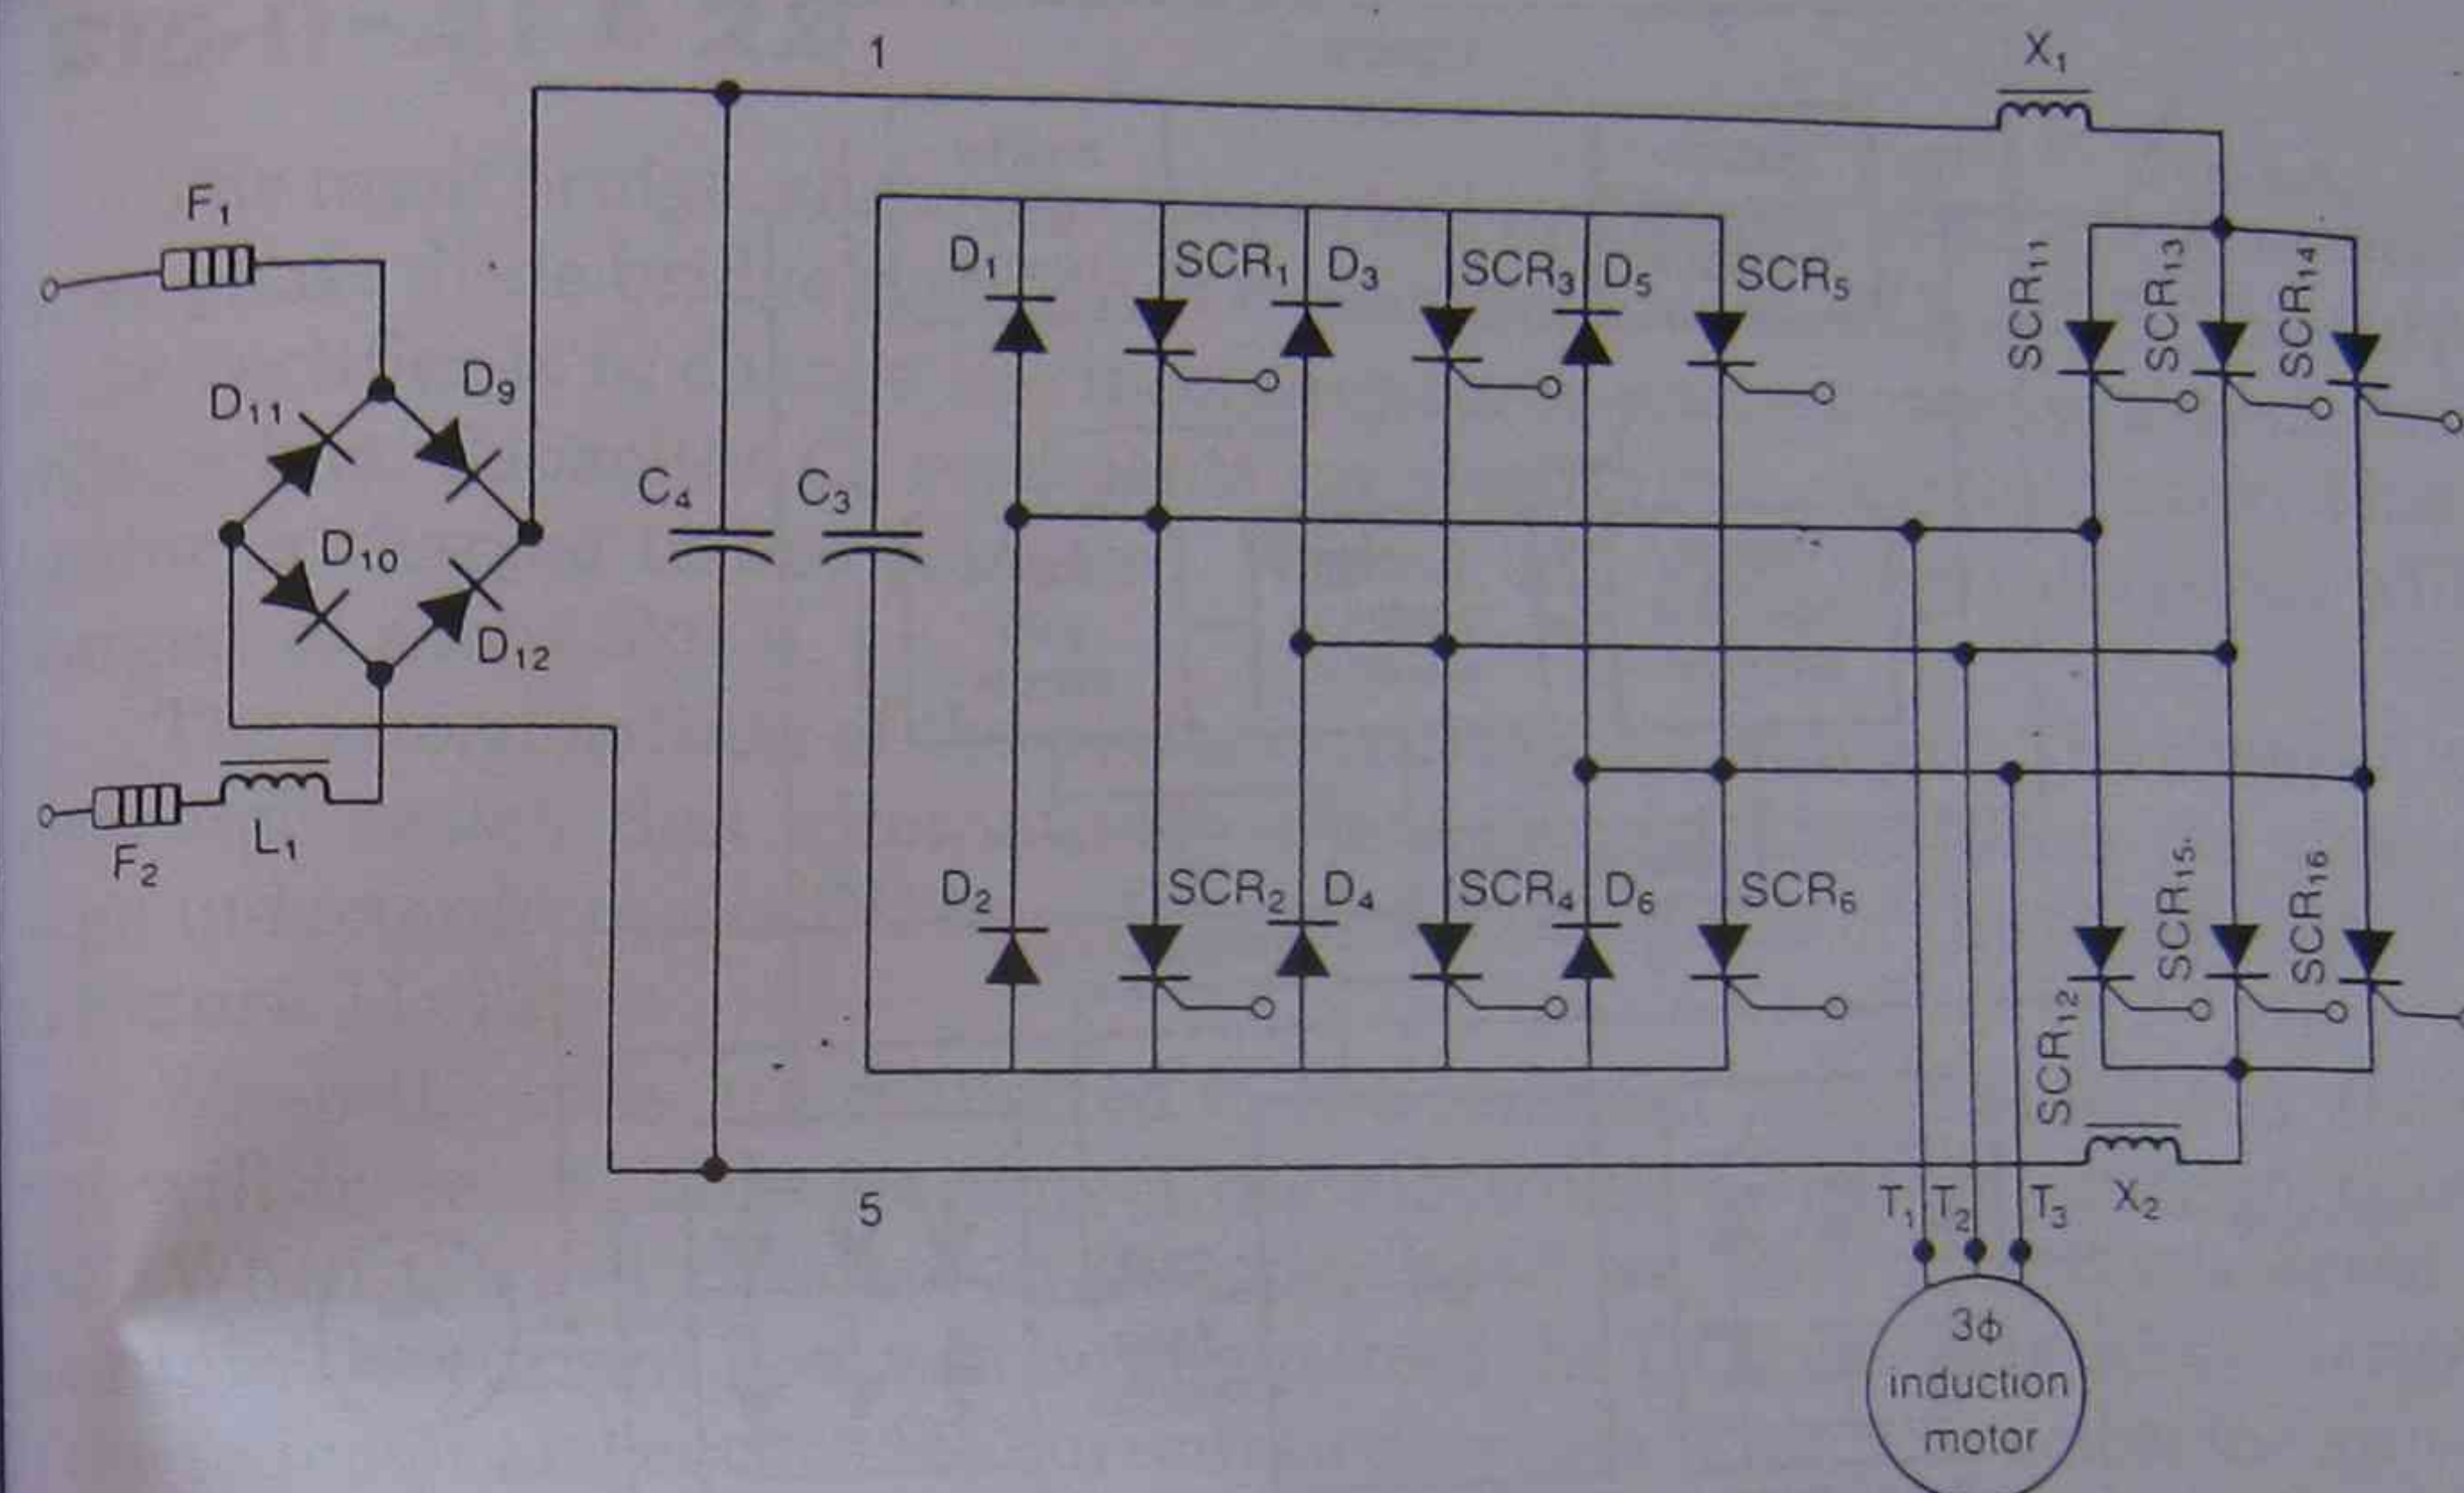 1
X₁
F₁
D₁
SCR₁
D₃
SCR₃
D₅
SCR₅
SCR₁₁
SCR₁₃
SCR₁₄
D₁₁
D₉
C₄
C₃
D₁₀
D₁₂
L₁
F₂
D₂
SCR₂
D₄
SCR₄
D₆
SCR₆
SCR₁₂
SCR₁₅
SCR₁₆
5
T₁
T₂
T₃
X₂
3ϕ
induction
motor